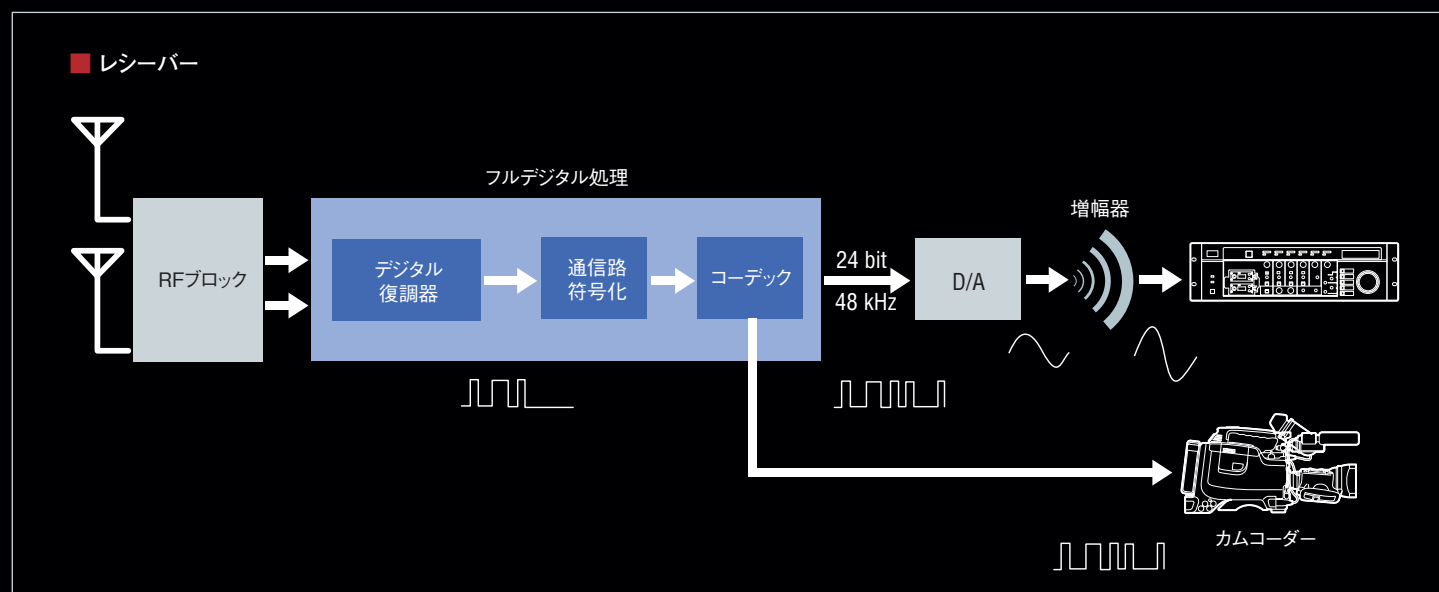 レシーバー
フルデジタル処理
増幅器
RFブロック
デジタル
復調器
通信路
符号化
コーデック
24 bit
48 kHz
D/A
カムコーダー